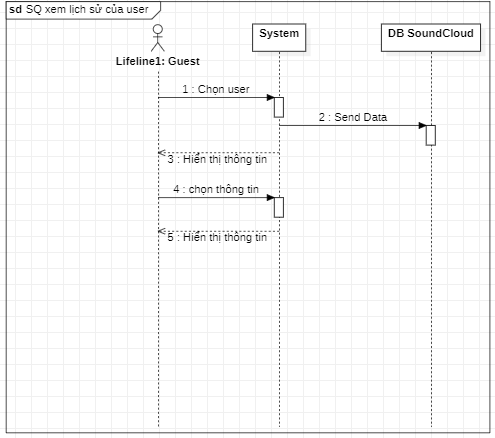 sd SQ xem lịch sử của user
System
DB SoundCloud
Lifeline1: Guest
1 : Chọn user
2 : Send Data
3 : Hiển thị thông tin
4 : chọn thông tin
5 : Hiển thị thông tin